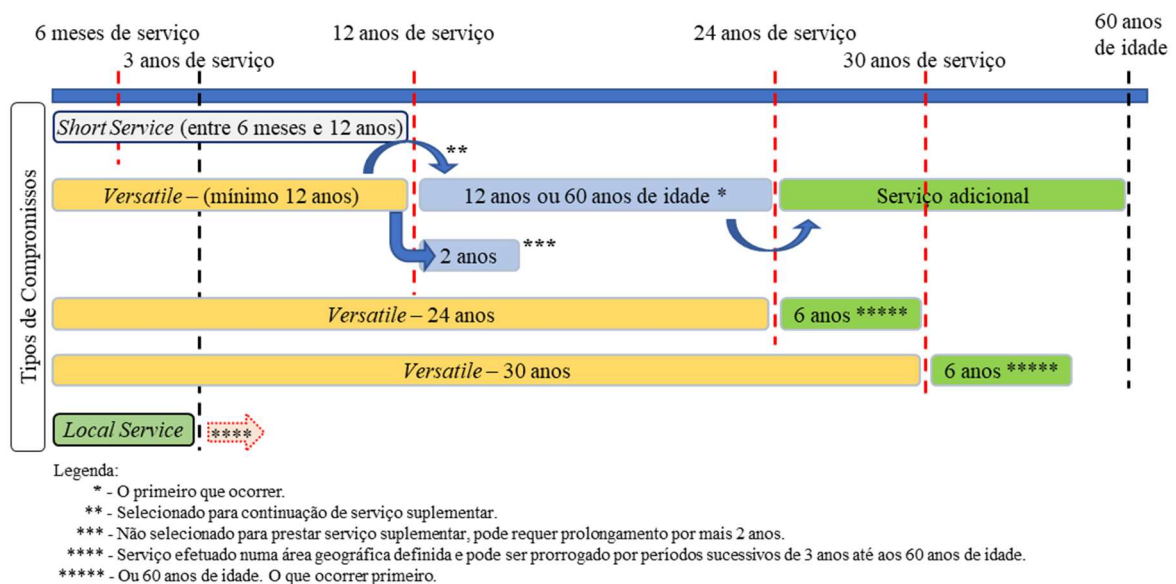 60 anos
de idade
6 meses de serviço
12 anos de serviço
24 anos de serviço
3 anos de serviço
30 anos de serviço
Tipos de Compromissos
Short Service (entre 6 meses e 12 anos)
**
Versatile – (mínimo 12 anos)
12 anos ou 60 anos de idade *
Serviço adicional
2 anos
***
Versatile – 24 anos
6 anos *****
Versatile – 30 anos
6 anos *****
Local Service
****
Legenda:
* - O primeiro que ocorrer.
** - Selecionado para continuação de serviço suplementar.
*** - Não selecionado para prestar serviço suplementar, pode requer prolongamento por mais 2 anos.
**** - Serviço efetuado numa área geográfica definida e pode ser prorrogado por períodos sucessivos de 3 anos até aos 60 anos de idade.
***** - Ou 60 anos de idade. O que ocorrer primeiro.